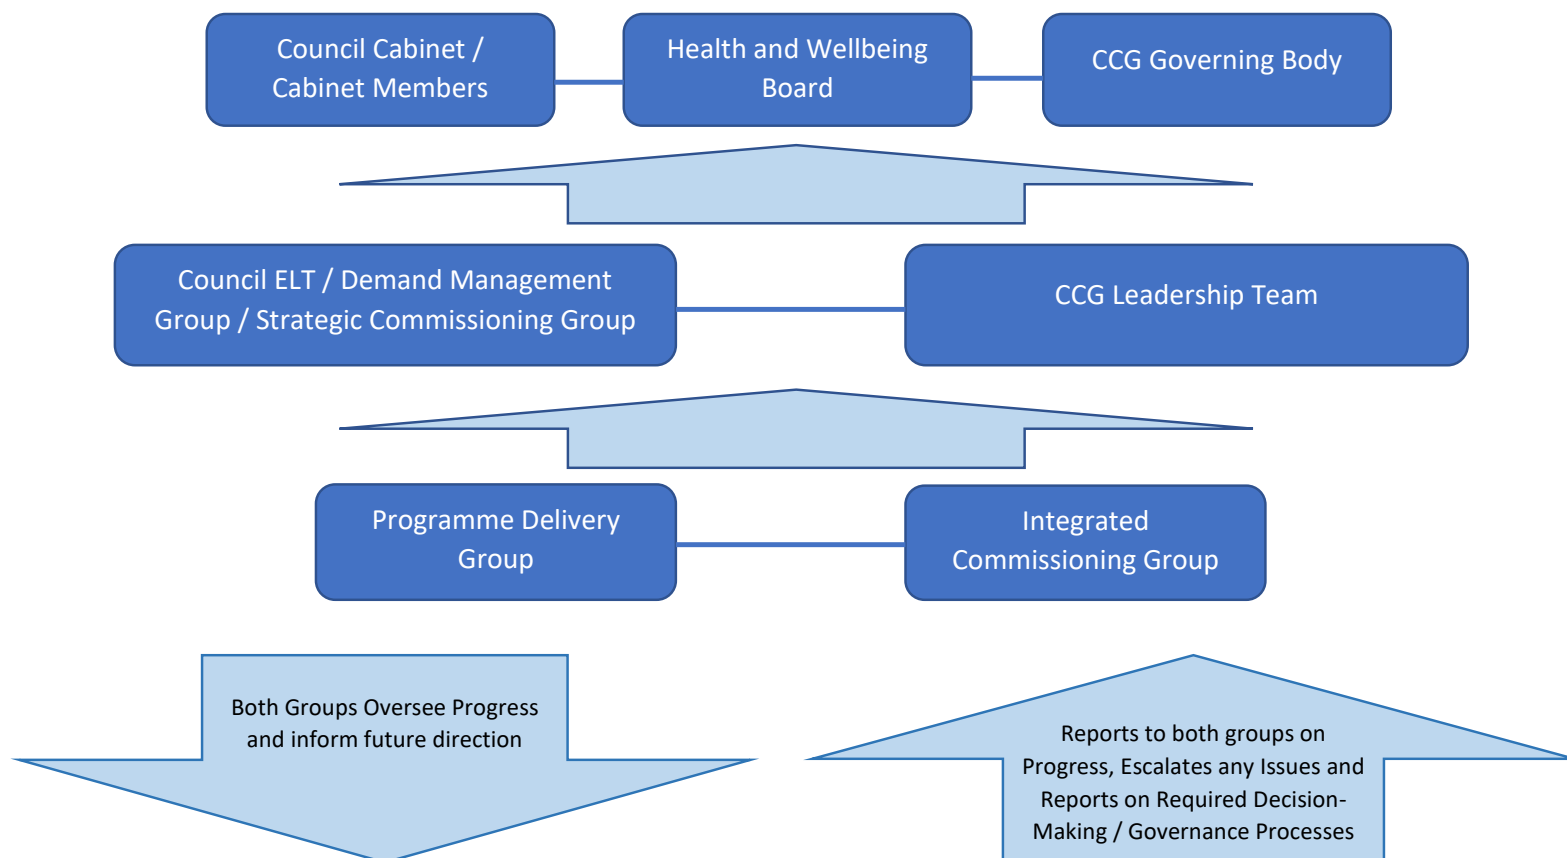 Council Cabinet /
Cabinet Members
Health and Wellbeing
Board
CCG Governing Body
Council ELT / Demand Management
Group / Strategic Commissioning Group
CCG Leadership Team
Programme Delivery
Group
Integrated
Commissioning Group
Both Groups Oversee Progress
and inform future direction
Reports to both groups on
Progress, Escalates any Issues and
Reports on Required Decision-
Making / Governance Processes